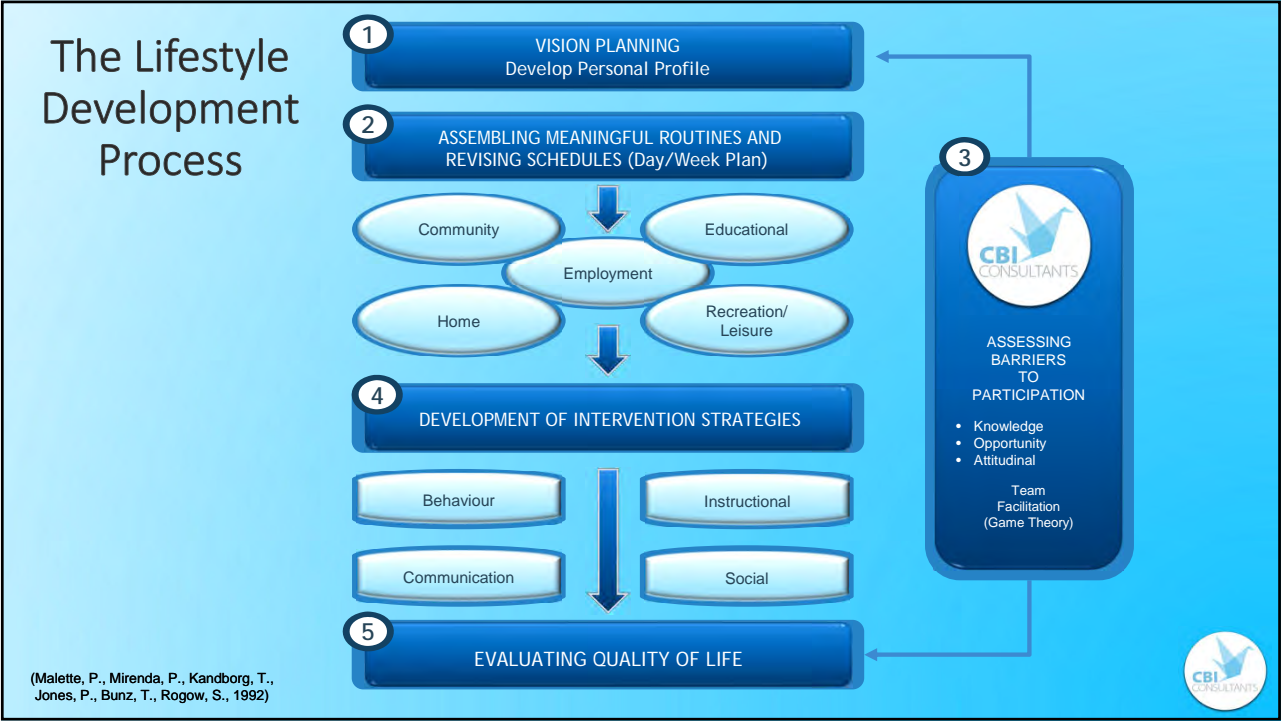 The Lifestyle
Development
Process
1
VISION PLANNING
Develop Personal Profile
2
ASSEMBLING MEANINGFUL ROUTINES AND
REVISING SCHEDULES (Day/Week Plan)
Community
Educational
Employment
Home
Recreation/
Leisure
3
CBI
CONSULTANTS
ASSESSING
BARRIERS
TO
PARTICIPATION
• Knowledge
• Opportunity
• Attitudinal
Team
Facilitation
(Game Theory)
4
DEVELOPMENT OF INTERVENTION STRATEGIES
Behaviour
Instructional
Communication
Social
5
EVALUATING QUALITY OF LIFE
(Malette, P., Mirenda, P., Kandborg, T.,
Jones, P., Bunz, T., Rogow, S., 1992)
CBI
CONSULTANTS